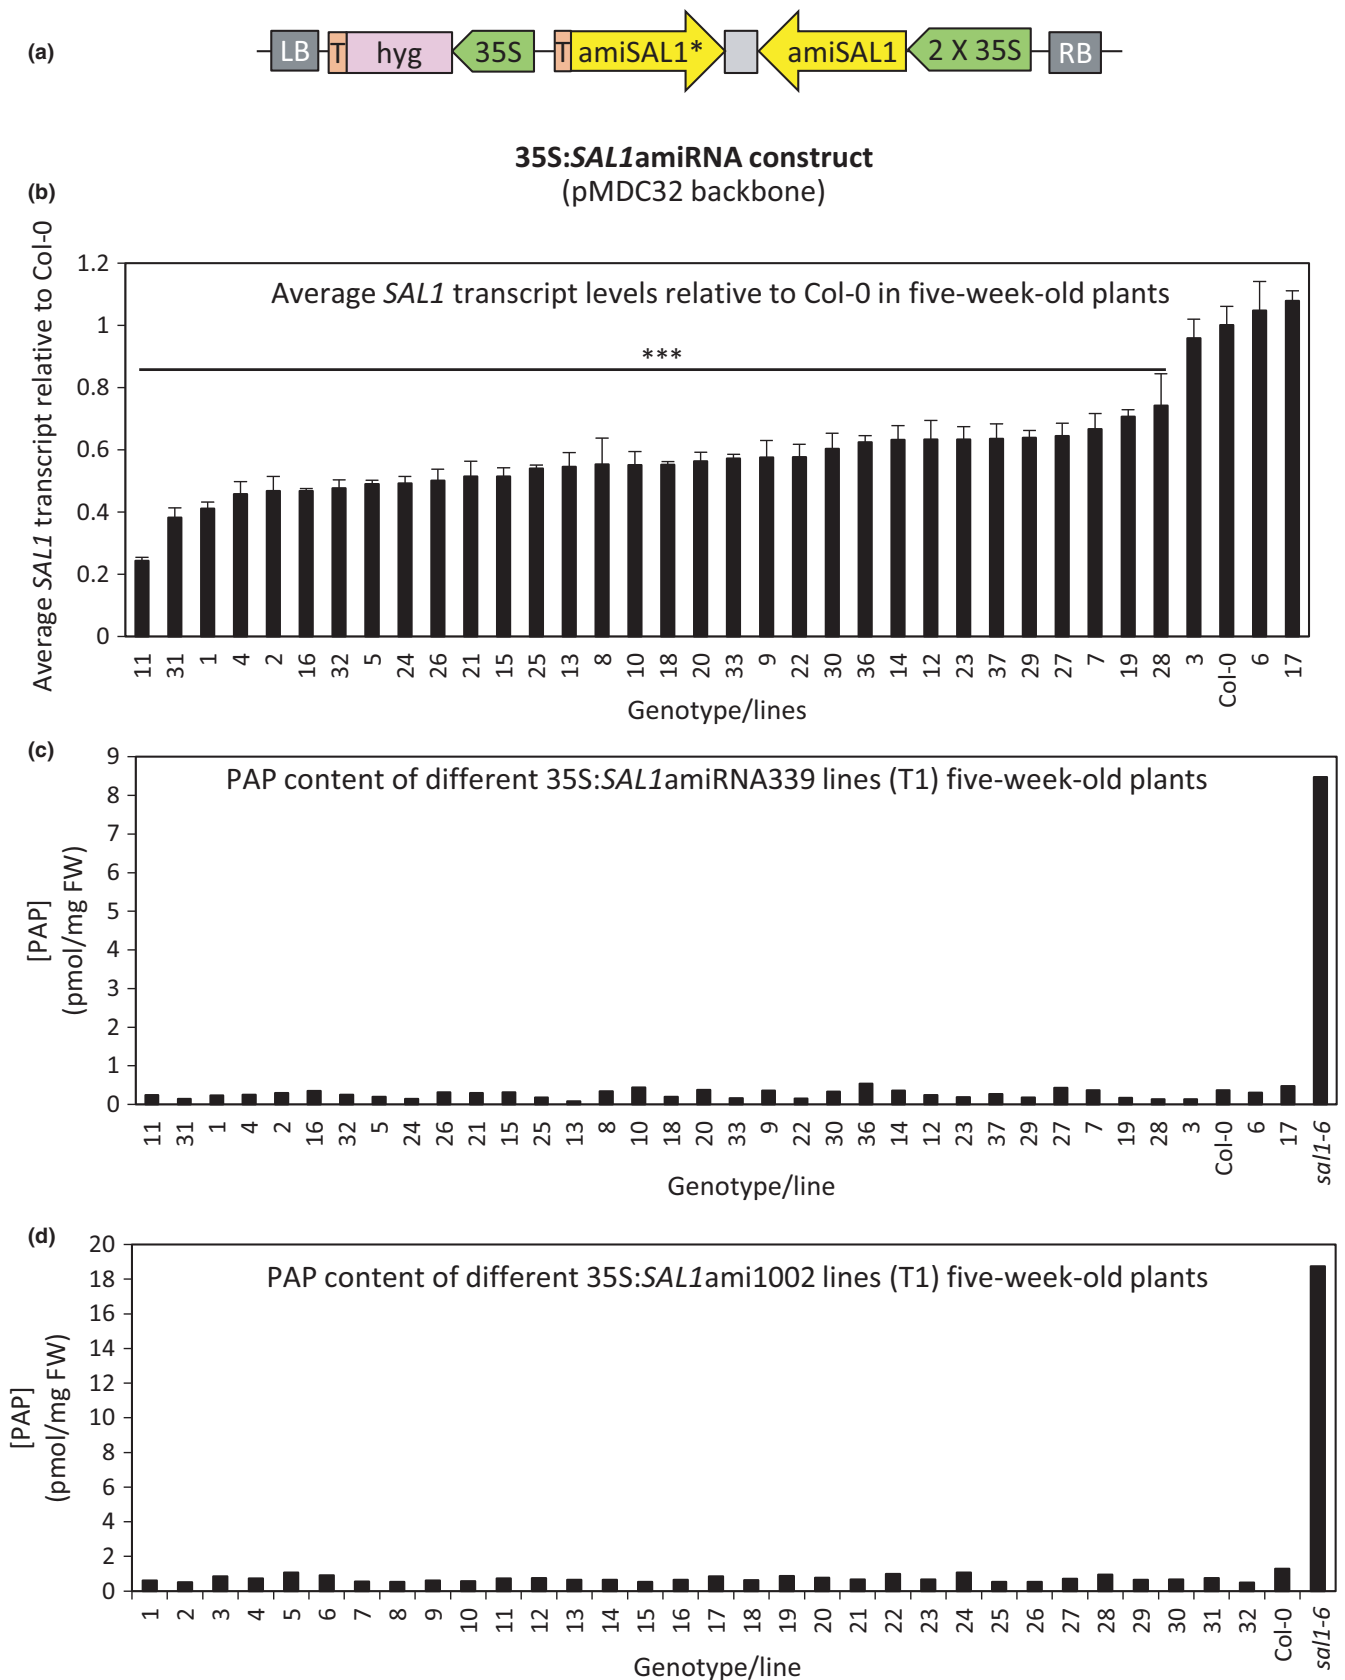 (a)
LB T hyg 35S T amiSAL1* amiSAL1 2 X 35S RB
35S:SAL1amiRNA construct
(pMDC32 backbone)
(b)
Average SAL1 transcript relative to Col-0
Average SAL1 transcript levels relative to Col-0 in five-week-old plants
***
1.2
1
0.8
0.6
0.4
0.2
0
11 31 1 4 2 16 32 5 24 26 21 15 25 13 8 10 18 20 33 9 22 30 36 14 12 23 37 29 27 7 19 28 3 Col-0 6 17
Genotype/lines
(c)
PAP content of different 35S:SAL1amiRNA339 lines (T1) five-week-old plants
[PAP]
(pmol/mg FW)
9
8
7
6
5
4
3
2
1
0
11 31 1 4 2 16 32 5 24 26 21 15 25 13 8 10 18 20 33 9 22 30 36 14 12 23 37 29 27 7 19 28 3 Col-0 6 17 sal1-6
Genotype/line
(d)
PAP content of different 35S:SAL1ami1002 lines (T1) five-week-old plants
[PAP]
(pmol/mg FW)
20
18
16
14
12
10
8
6
4
2
0
1 2 3 4 5 6 7 8 9 10 11 12 13 14 15 16 17 18 19 20 21 22 23 24 25 26 27 28 29 30 31 32 Col-0 sal1-6
Genotype/line